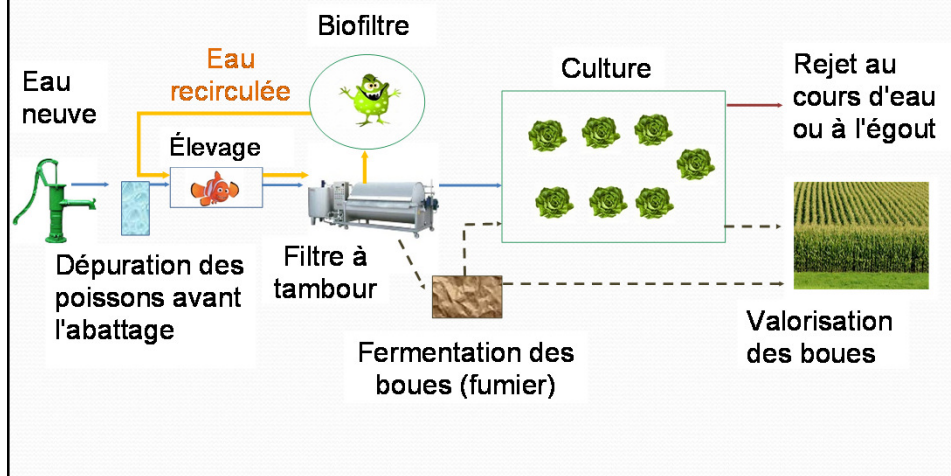 Biofiltre
Eau
neuve
Eau
recirculée
Culture
Rejet au
cours d'eau
ou à l'égout
Élevage
Dépuration des
poissons avant
l'abattage
Filtre à
tambour
Fermentation des
boues (fumier)
Valorisation
des boues